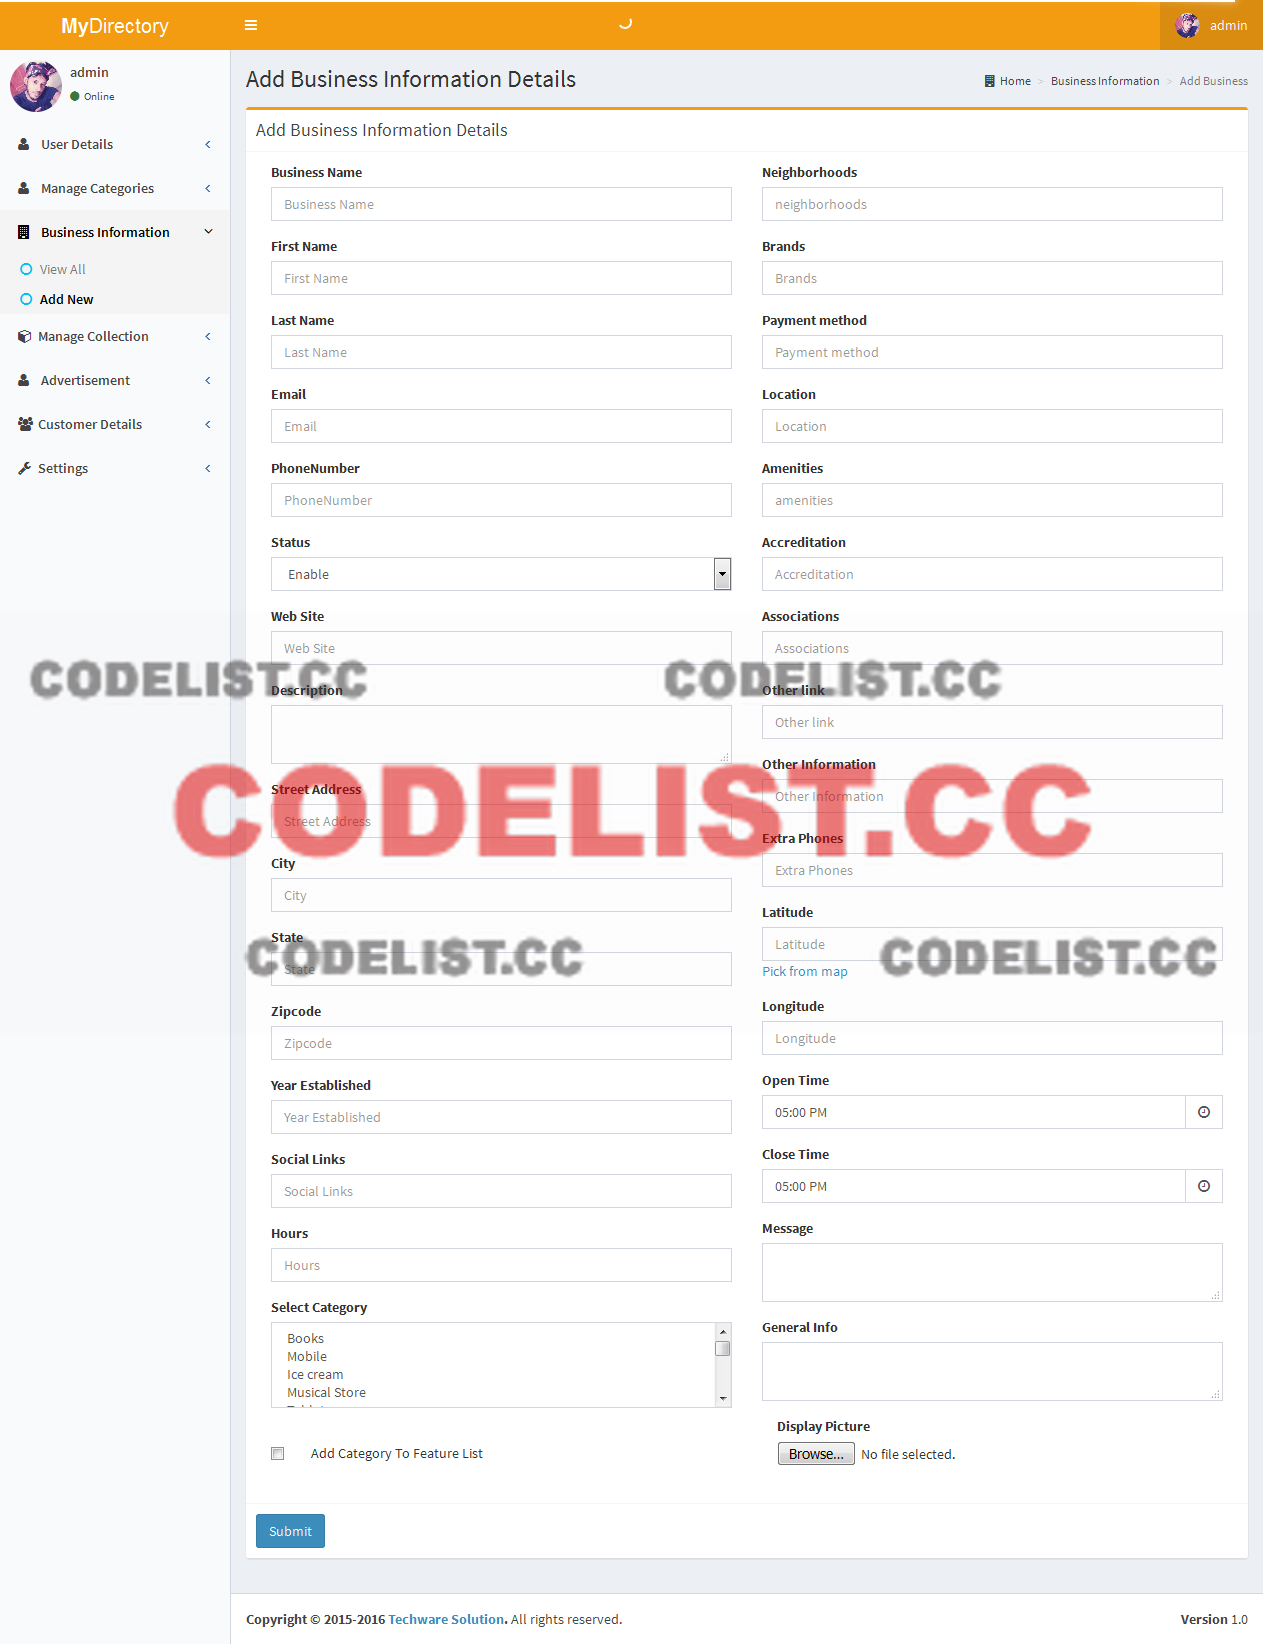 MyDirectory
admin
admin
Online
User Details
Manage Categories
Business Information
View All
Add New
Manage Collection
Advertisement
Customer Details
Settings
Add Business Information Details
Home > Business Information > Add Business
Add Business Information Details
Business Name
Business Name
First Name
First Name
Last Name
Last Name
Email
Email
PhoneNumber
PhoneNumber
Status
Enable
Web Site
Web Site
Description
Street Address
Street Address
City
City
State
State
Zipcode
Zipcode
Year Established
Year Established
Social Links
Social Links
Hours
Hours
Select Category
Books
Mobile
Ice cream
Musical Store
Add Category To Feature List
Neighborhoods
neighborhoods
Brands
Brands
Payment method
Payment method
Location
Location
Amenities
amenities
Accreditation
Accreditation
Associations
Associations
Other link
Other link
Other Information
Other Information
Extra Phones
Extra Phones
Latitude
Latitude
Pick from map
Longitude
Longitude
Open Time
05:00 PM
Close Time
05:00 PM
Message
General Info
Display Picture
Browse... No file selected.
Submit
CODELIST.CC
CODELIST.CC
CODELIST.CC
CODELIST.CC
CODELIST.CC
Copyright © 2015-2016 Techware Solution. All rights reserved.
Version 1.0